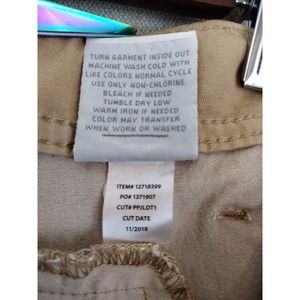 TURN GARMENT INSIDE OUT
MACHINE WASH COLD WITH
LIKE COLORS NORMAL CYCLE
USE ONLY NON-CHLORINE
BLEACH IF NEEDED
TUMBLE DRY LOW
WARM IRON IF NEEDED
COLOR MAY TRANSFER
WHEN WORN OR WASHED
ITEM# 12718399
PO# 1371907
CUT# PPJLOT1
CUT DATE
11/2019